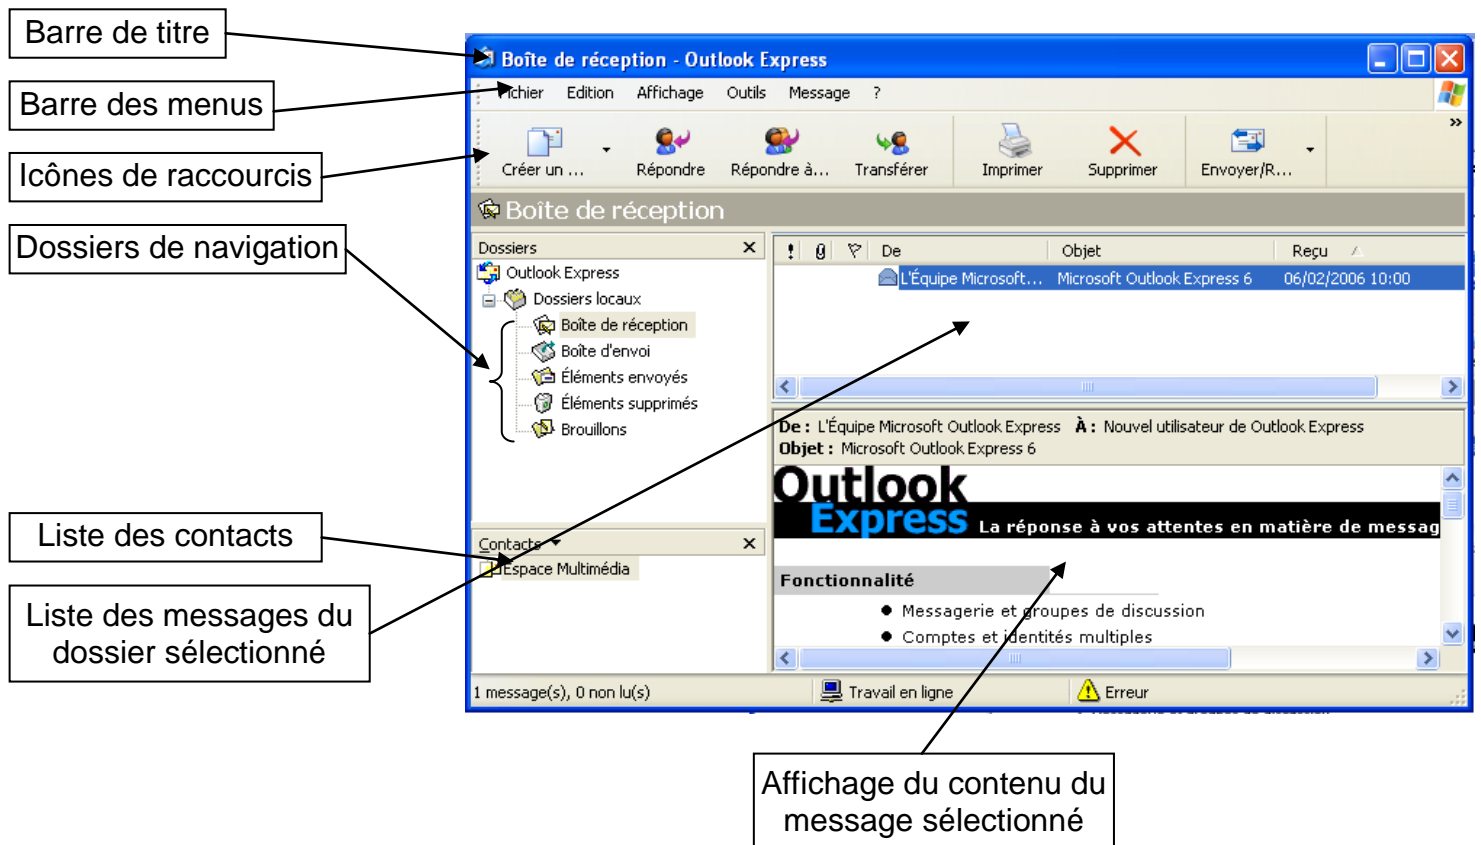 Barre de titre
Barre des menus
Icônes de raccourcis
Dossiers de navigation
Liste des contacts
Liste des messages du
dossier sélectionné
Boîte de réception - Outlook Express
Fichier Edition Affichage Outils Message ?
Créer un ... Répondre Répondre à... Transférer Imprimer Supprimer Envoyer/R... »
Boîte de réception
Dossiers
Outlook Express
Dossiers locaux
Boîte de réception
Boîte d'envoi
Éléments envoyés
Éléments supprimés
Brouillons
Contacts
Espace Multimédia
! De Objet Reçu
L'Équipe Microsoft... Microsoft Outlook Express 6 06/02/2006 10:00
De : L'Équipe Microsoft Outlook Express À : Nouvel utilisateur de Outlook Express
Objet : Microsoft Outlook Express 6
Outlook
Express La réponse à vos attentes en matière de messag
Fonctionnalité
● Messagerie et groupes de discussion
● Comptes et identités multiples
1 message(s), 0 non lu(s) Travail en ligne Erreur
Affichage du contenu du
message sélectionné